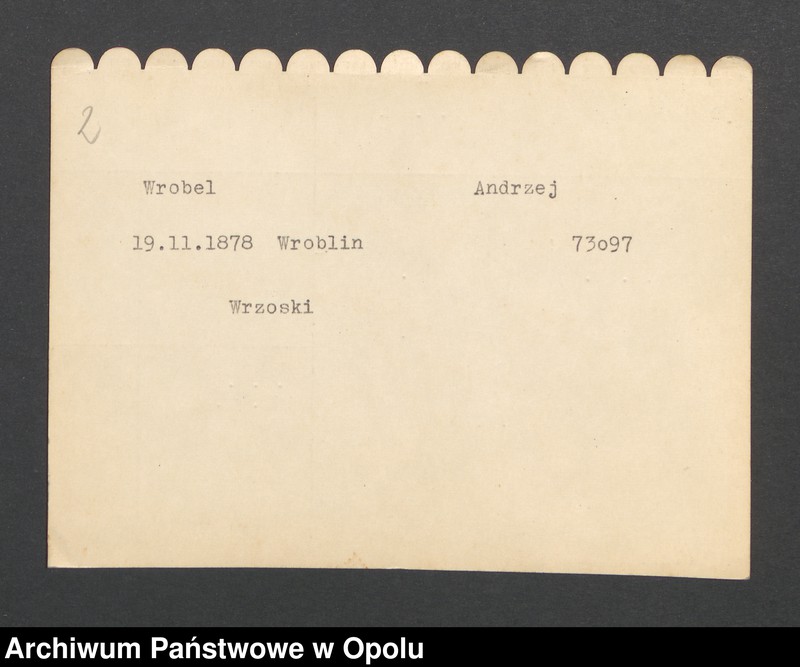 2
Wrobel Andrzej
19.11.1878 Wroblin 73o97
Wrzoski
Archiwum Państwowe w Opolu